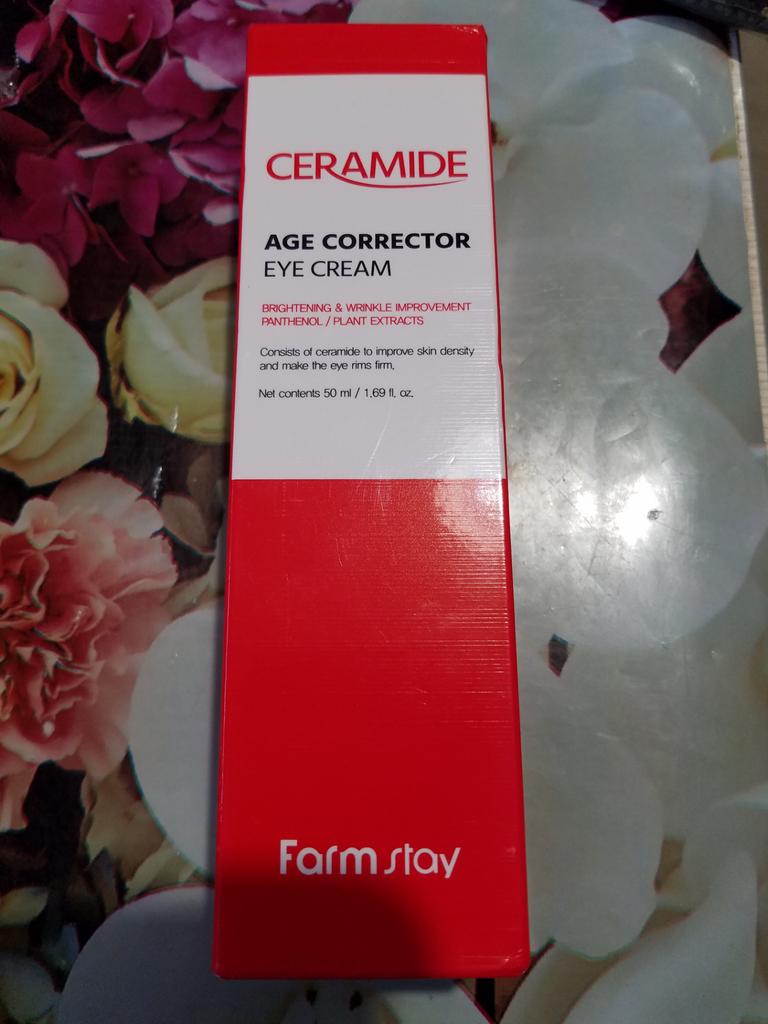 CERAMIDE
AGE CORRECTOR
EYE CREAM
BRIGHTENING & WRINKLE IMPROVEMENT
PANTHENOL / PLANT EXTRACTS
Consists of ceramide to improve skin density
and make the eye rims firm.
Net contents 50 ml / 1.69 fl. oz.
Farm stay